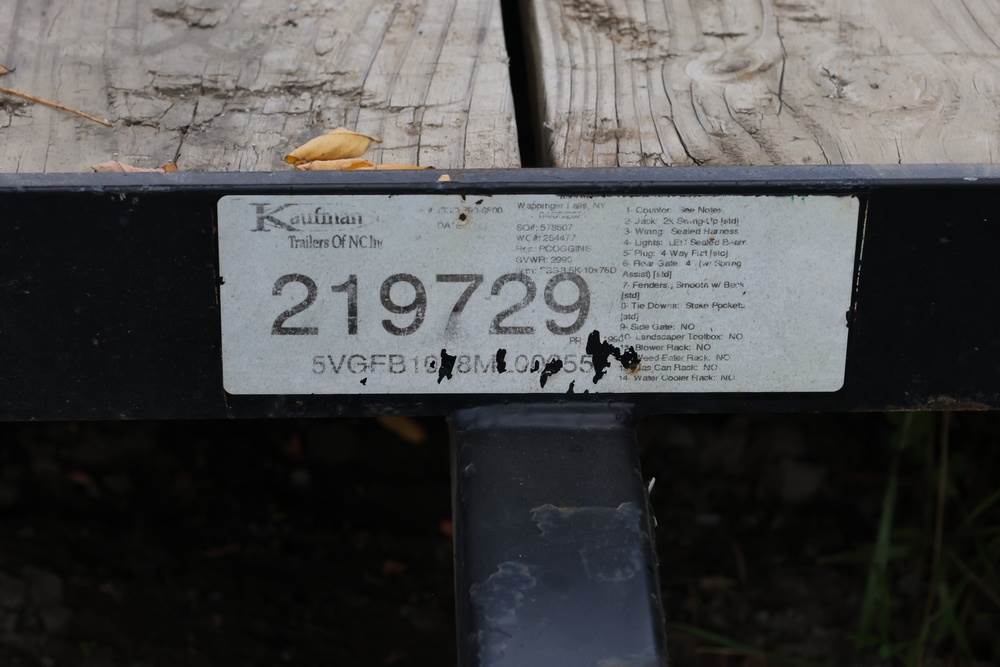 Kaufman
Trailers Of NC Inc
DATE
Wappinger Falls, NY
SO#: 578507
WO#: 254477
Rep: PCOGGINS
GVWR: 2990
219729
1- Coupler: See Notes
2- Jack: 2K Swing-Up [std]
3- Wiring: Sealed Harness
4- Lights: LED Sealed Beam
5- Plug: 4 Way Flat [std]
6- Rear Gate: 4' (w/ Spring
Assist) [std]
7- Fenders: Smooth w/ Back
[std]
8- Tie Downs: Stake Pockets
[std]
9- Side Gate: NO
10- Landscaper Toolbox: NO
Blower Rack: NO
Weed Eater Rack: NO
Gas Can Rack: NO
14- Water Cooler Rack: NO